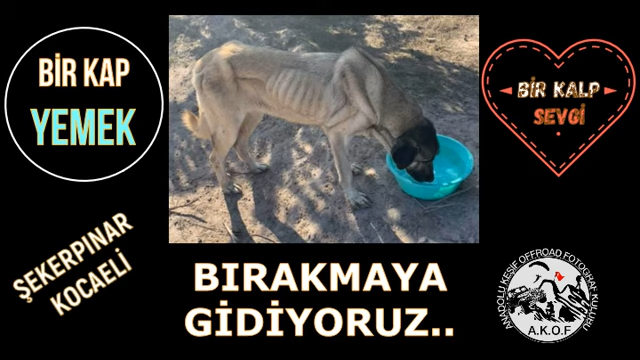 BİR KAP
YEMEK
BİR KALP
SEVGİ
ŞEKERPINAR
KOCAELİ
BIRAKMAYA
GİDİYORUZ..
ANADOLU KEŞİF OFFROAD FOTOĞRAF KULÜBÜ
A.K.O.F